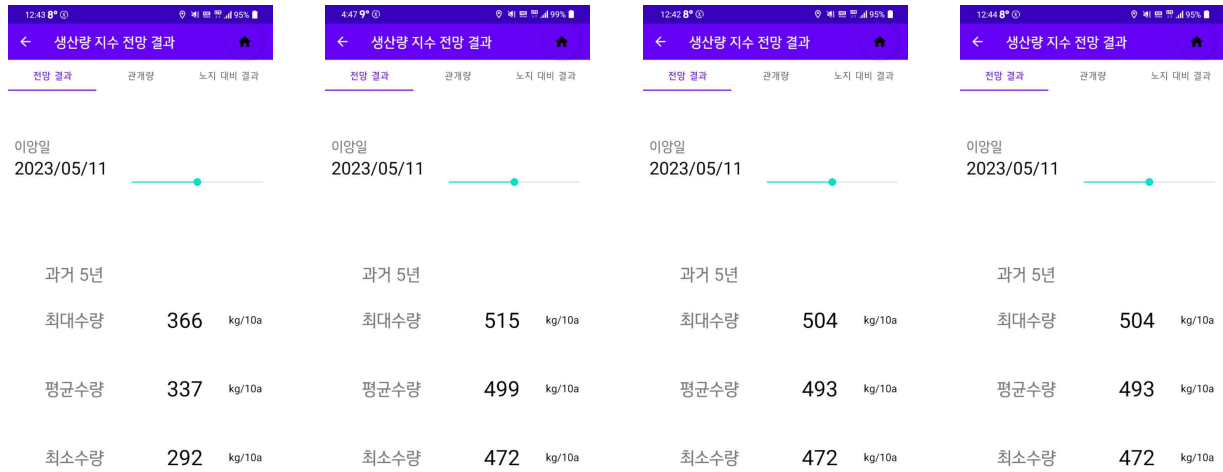 12:43 8° 95%
생산량 지수 전망 결과
전망 결과 관개량 노지 대비 결과
이앙일
2023/05/11
과거 5년
최대수량 366 kg/10a
평균수량 337 kg/10a
최소수량 292 kg/10a
4:47 9° 99%
생산량 지수 전망 결과
전망 결과 관개량 노지 대비 결과
이앙일
2023/05/11
과거 5년
최대수량 515 kg/10a
평균수량 499 kg/10a
최소수량 472 kg/10a
12:42 8° 95%
생산량 지수 전망 결과
전망 결과 관개량 노지 대비 결과
이앙일
2023/05/11
과거 5년
최대수량 504 kg/10a
평균수량 493 kg/10a
최소수량 472 kg/10a
12:44 8° 95%
생산량 지수 전망 결과
전망 결과 관개량 노지 대비 결과
이앙일
2023/05/11
과거 5년
최대수량 504 kg/10a
평균수량 493 kg/10a
최소수량 472 kg/10a